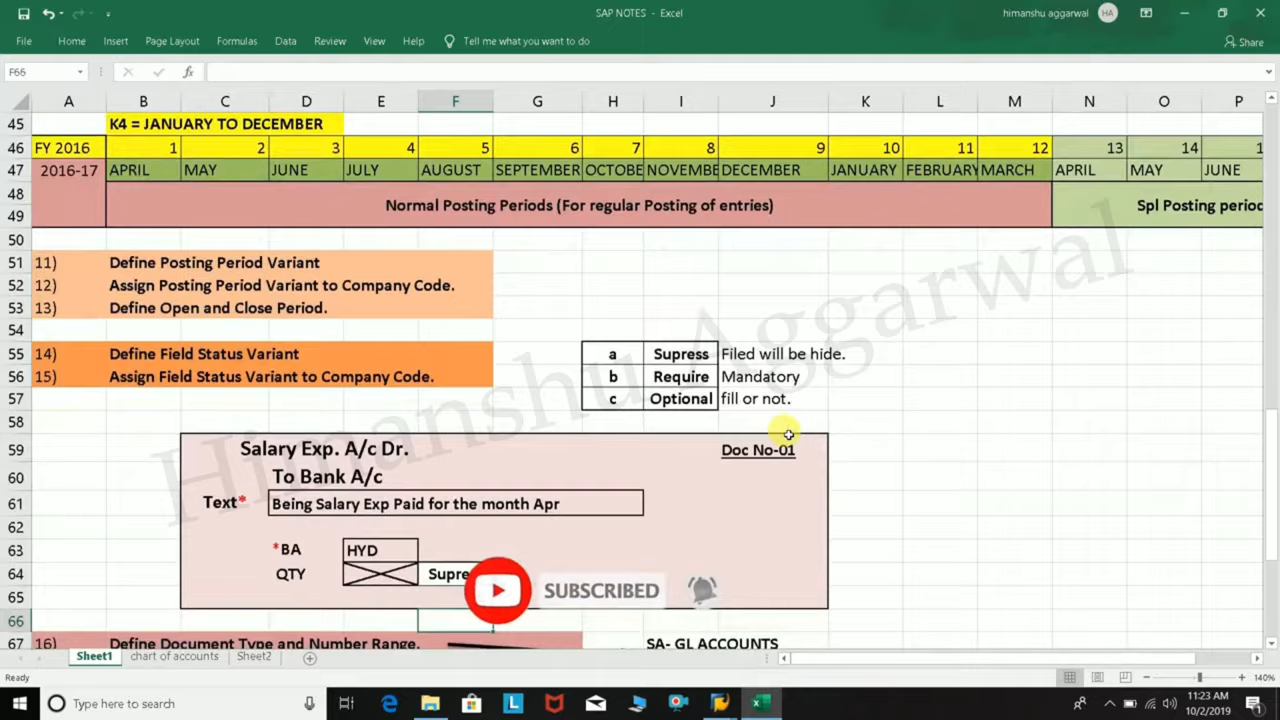 SAP NOTES - Excel
himanshu aggarwal HA
File Home Insert Page Layout Formulas Data Review View Help Tell me what you want to do Share
F66 fx
A B C D E F G H I J K L M N O P
45 K4 = JANUARY TO DECEMBER
46 FY 2016 1 2 3 4 5 6 7 8 9 10 11 12 13 14 1
47 2016-17 APRIL MAY JUNE JULY AUGUST SEPTEMBER OCTOBE NOVEMBE DECEMBER JANUARY FEBRUARY MARCH APRIL MAY JUNE
48 Normal Posting Periods (For regular Posting of entries) Spl Posting period
49
50
51 11) Define Posting Period Variant
52 12) Assign Posting Period Variant to Company Code.
53 13) Define Open and Close Period.
54
55 14) Define Field Status Variant a Supress Filed will be hide.
56 15) Assign Field Status Variant to Company Code. b Require Mandatory
57 c Optional fill or not.
58
59 Salary Exp. A/c Dr. Doc No-01
60 To Bank A/c
61 Text* Being Salary Exp Paid for the month Apr
62
63 *BA HYD
64 QTY Supre
65
66
67 16) Define Document Type and Number Range. SA- GL ACCOUNTS
SUBSCRIBED
Himanshu Aggarwal
Sheet1 chart of accounts Sheet2
Ready 140%
Type here to search
L
11:23 AM
10/2/2019
1